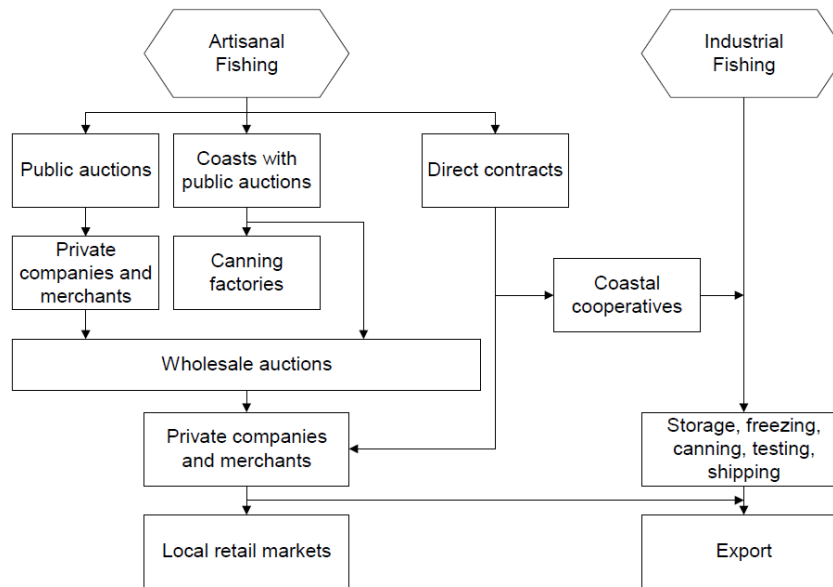 Artisanal
Fishing
Industrial
Fishing
Public auctions
Coasts with
public auctions
Direct contracts
Private
companies and
merchants
Canning
factories
Coastal
cooperatives
Wholesale auctions
Private companies
and merchants
Storage, freezing,
canning, testing,
shipping
Local retail markets
Export